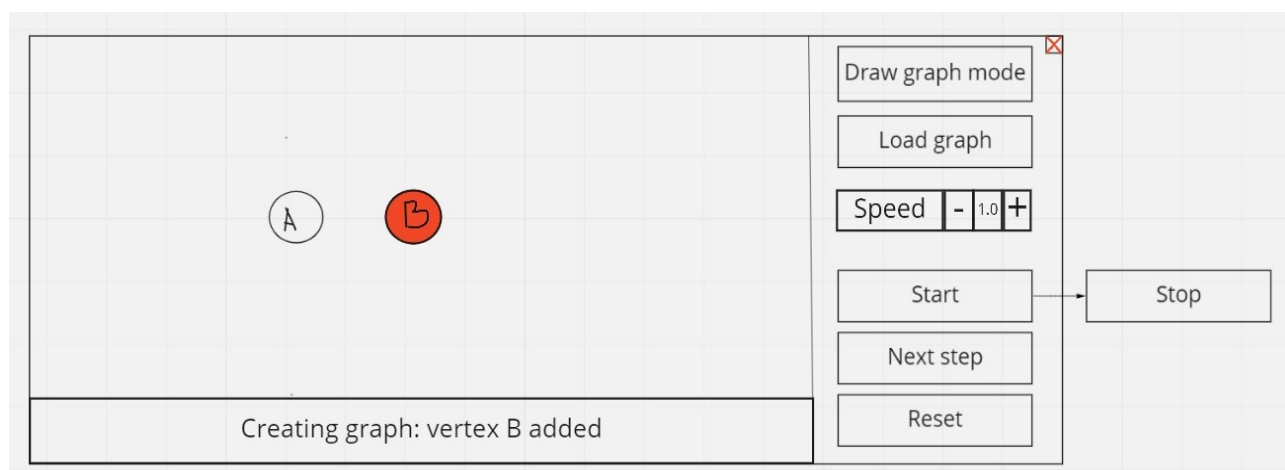 Draw graph mode
Load graph
A B
Speed - 1.0 +
Start Stop
Next step
Reset
Creating graph: vertex B added